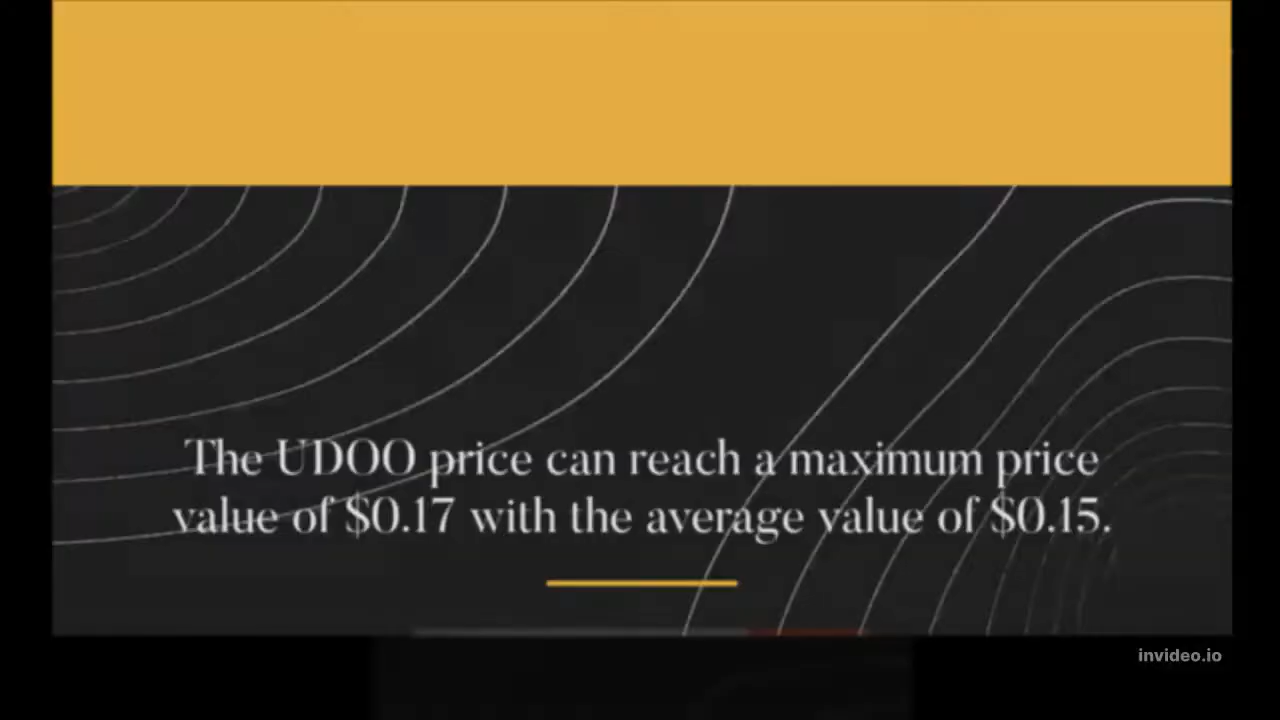 The UDOO price can reach a maximum price
value of $0.17 with the average value of $0.15.
invideo.io